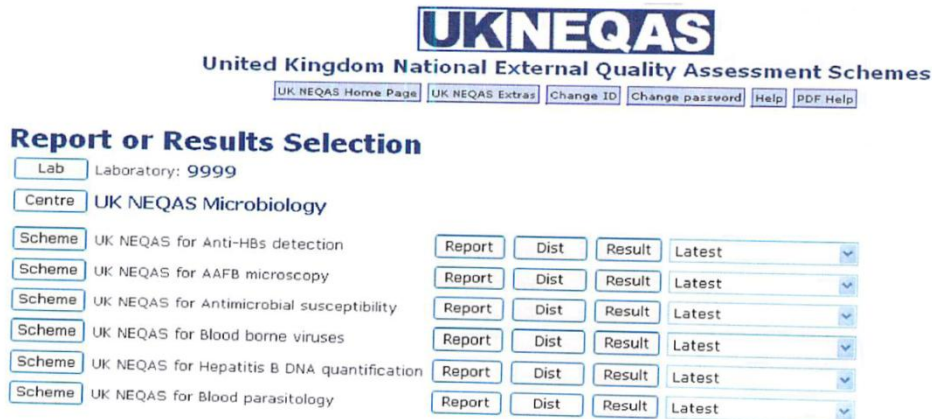 UKNEQAS
United Kingdom National External Quality Assessment Schemes
UK NEQAS Home Page UK NEQAS Extras Change ID Change password Help PDF Help
Report or Results Selection
Lab Laboratory: 9999
Centre UK NEQAS Microbiology
Scheme UK NEQAS for Anti-HBs detection Report Dist Result Latest
Scheme UK NEQAS for AAFB microscopy Report Dist Result Latest
Scheme UK NEQAS for Antimicrobial susceptibility Report Dist Result Latest
Scheme UK NEQAS for Blood borne viruses Report Dist Result Latest
Scheme UK NEQAS for Hepatitis B DNA quantification Report Dist Result Latest
Scheme UK NEQAS for Blood parasitology Report Dist Result Latest